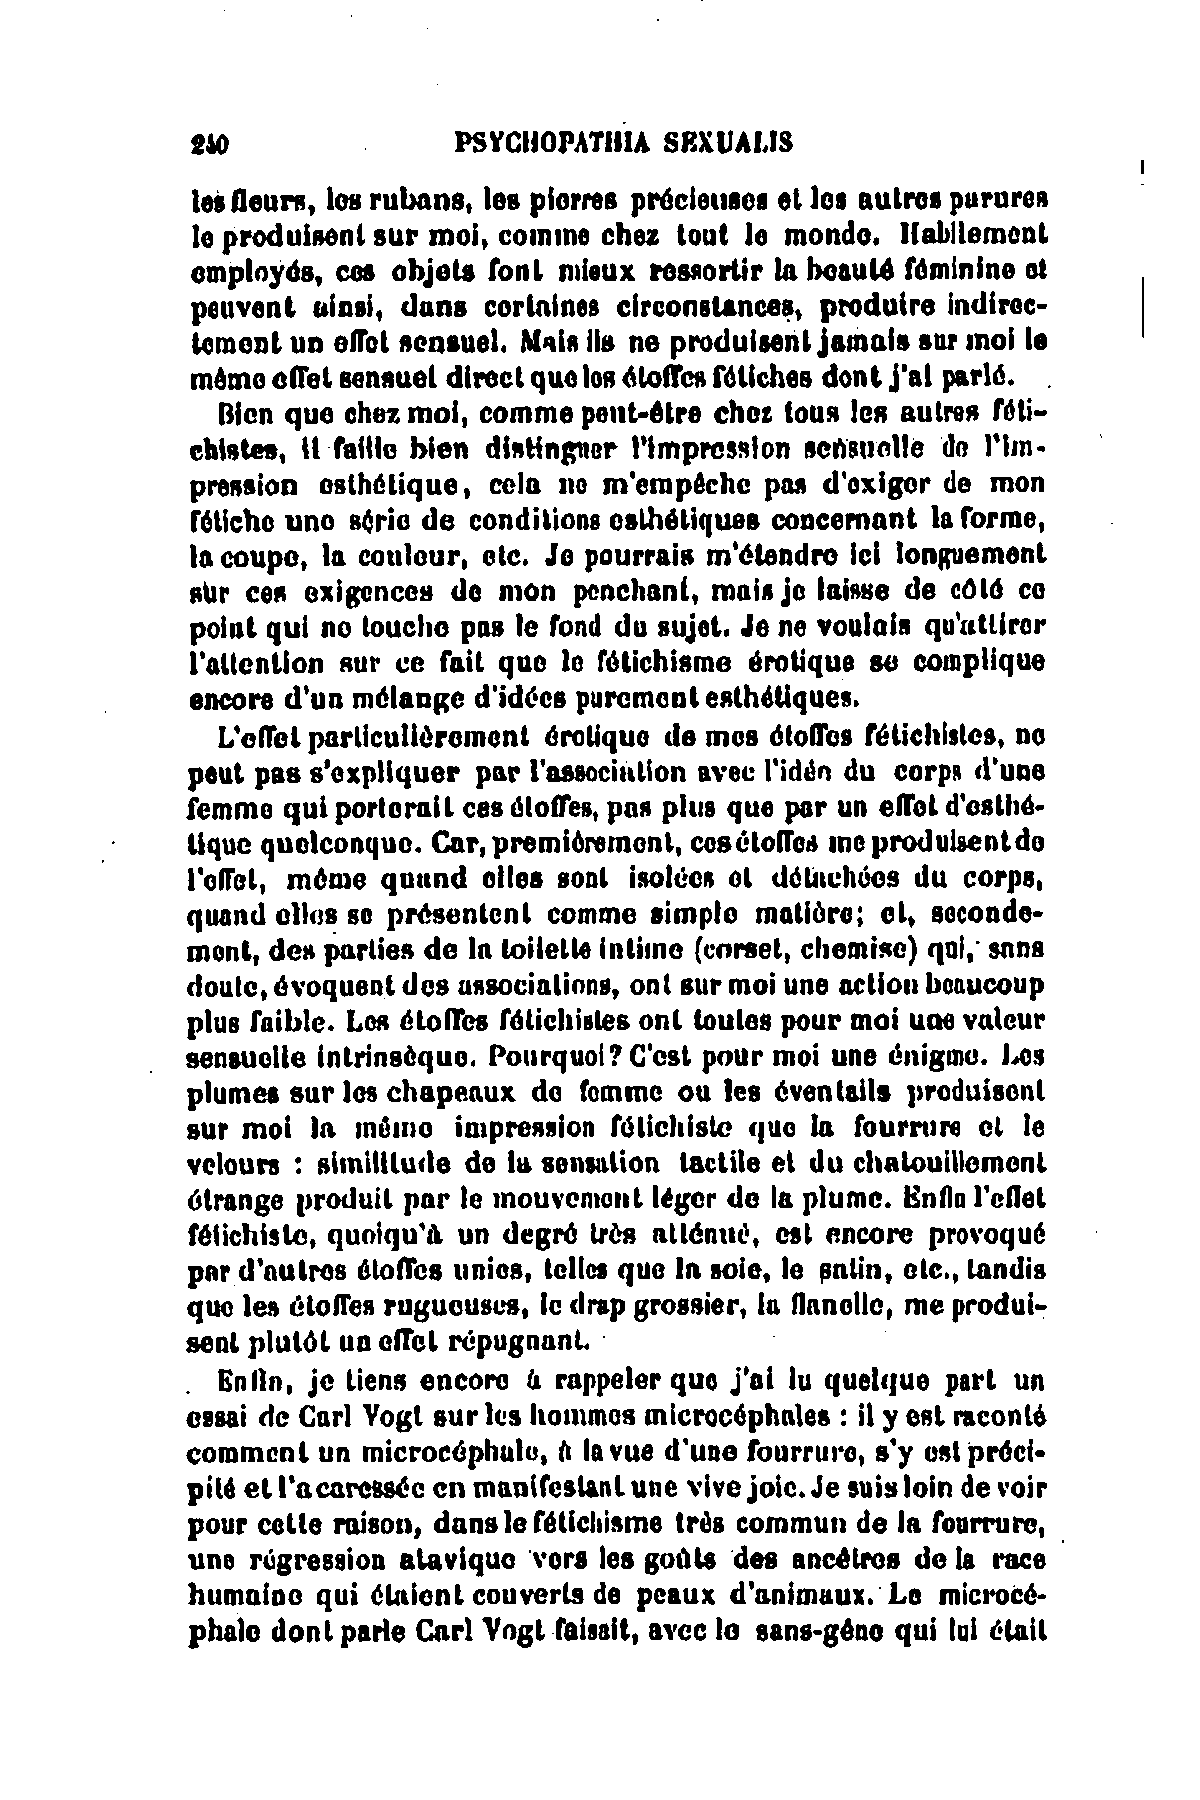 240 PSYCHOPATHIA SEXUALIS
les fleurs, les rubans, les pierres précieuses et les autres parures
le produisent sur moi, comme chez tout le monde. Habilement
employés, ces objets font mieux ressortir la beauté féminine et
peuvent ainsi, dans certaines circonstances, produire indirec-
tement un effet sensuel. Mais ils ne produisent jamais sur moi le
même effet sensuel direct que les étoffes fétiches dont j'ai parlé.
Bien que chez moi, comme peut-être chez tous les autres féti-
chistes, il faille bien distinguer l'impression sensuelle de l'im-
pression esthétique, cela ne m'empêche pas d'exiger de mon
fétiche une série de conditions esthétiques concernant la forme,
la coupe, la couleur, etc. Je pourrais m'étendre ici longuement
sur ces exigences de mon penchant, mais je laisse de côté ce
point qui ne touche pas le fond du sujet. Je ne voulais qu'attirer
l'attention sur ce fait que le fétichisme érotique se complique
encore d'un mélange d'idées purement esthétiques.
L'effet particulièrement érotique de mes étoffes fétichistes, ne
peut pas s'expliquer par l'association avec l'idée du corps d'une
femme qui porterait ces étoffes, pas plus que par un effet d'esthé-
tique quelconque. Car, premièrement, ces étoffes me produisent de
l'effet, même quand elles sont isolées et détachées du corps,
quand elles se présentent comme simple matière; et, seconde-
ment, des parties de la toilette intime (corset, chemise) qui, sans
doute, évoquent des associations, ont sur moi une action beaucoup
plus faible. Les étoffes fétichistes ont toutes pour moi une valeur
sensuelle intrinsèque. Pourquoi? C'est pour moi une énigme. Les
plumes sur les chapeaux de femme ou les éventails produisent
sur moi la même impression fétichiste que la fourrure et le
velours : similitude de la sensation tactile et du chatouillement
étrange produit par le mouvement léger de la plume. Enfin l'effet
fétichiste, quoiqu'à un degré très atténué, est encore provoqué
par d'autres étoffes unies, telles que la soie, le satin, etc., tandis
que les étoffes rugueuses, le drap grossier, la flanelle, me produi-
sent plutôt un effet répugnant.
Enfin, je tiens encore à rappeler que j'ai lu quelque part un
essai de Carl Vogt sur les hommes microcéphales : il y est raconté
comment un microcéphale, à la vue d'une fourrure, s'y est préci-
pité et l'a caressée en manifestant une vive joie. Je suis loin de voir
pour cette raison, dans le fétichisme très commun de la fourrure,
une régression atavique vers les goûts des ancêtres de la race
humaine qui étaient couverts de peaux d'animaux. Le microcé-
phale dont parle Carl Vogt faisait, avec le sans-gêne qui lui était